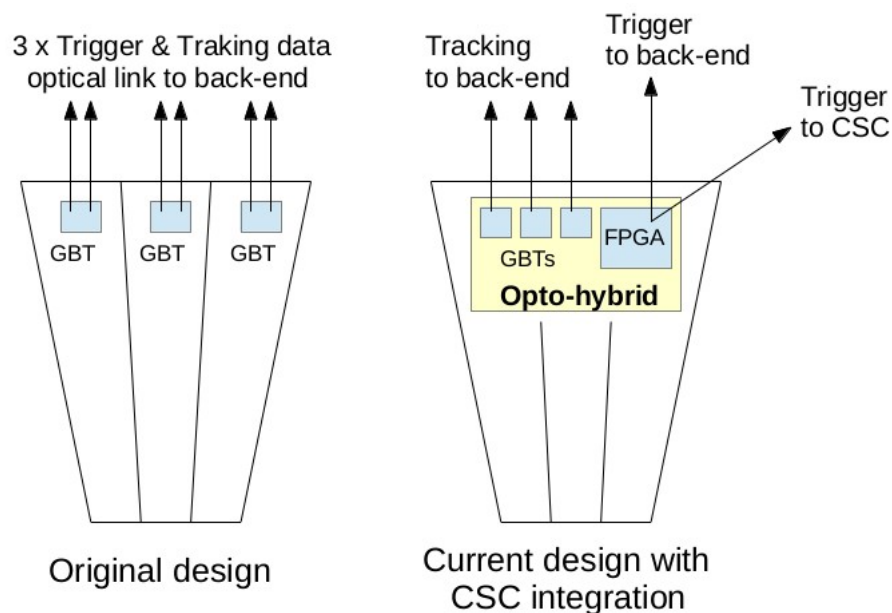 3 x Trigger & Traking data
optical link to back-end
GBT
GBT
GBT
Original design
Tracking
to back-end
Trigger
to back-end
Trigger
to CSC
FPGA
GBTs
Opto-hybrid
Current design with
CSC integration